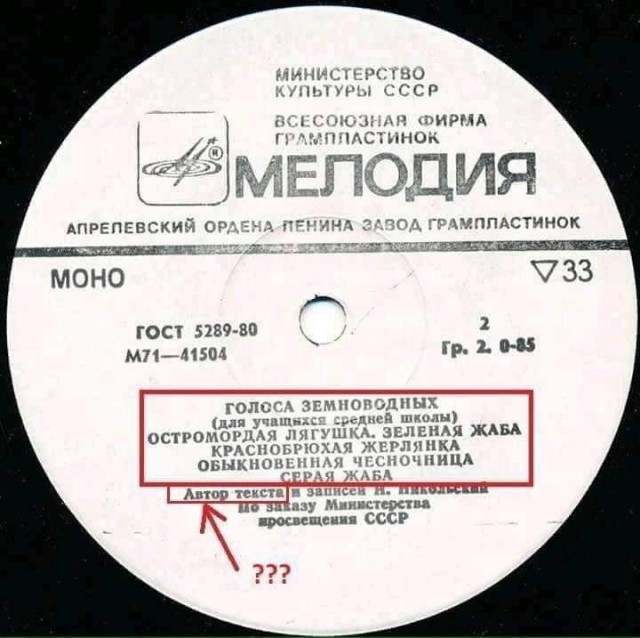 МИНИСТЕРСТВО
КУЛЬТУРЫ СССР
ВСЕСОЮЗНАЯ ФИРМА
ГРАМПЛАСТИНОК
®
МЕЛОДИЯ
АПРЕЛЕВСКИЙ ОРДЕНА ЛЕНИНА ЗАВОД ГРАМПЛАСТИНОК
МОНО
▽33
ГОСТ 5289-80
М71—41504
2
Гр. 2. 0-85
ГОЛОСА ЗЕМНОВОДНЫХ
(для учащихся средней школы)
ОСТРОМОРДАЯ ЛЯГУШКА. ЗЕЛЕНАЯ ЖАБА
КРАСНОБРЮХАЯ ЖЕРЛЯНКА
ОБЫКНОВЕННАЯ ЧЕСНОЧНИЦА
СЕРАЯ ЖАБА
Автор текста и записей И. Никольский
По заказу Министерства
просвещения СССР
???